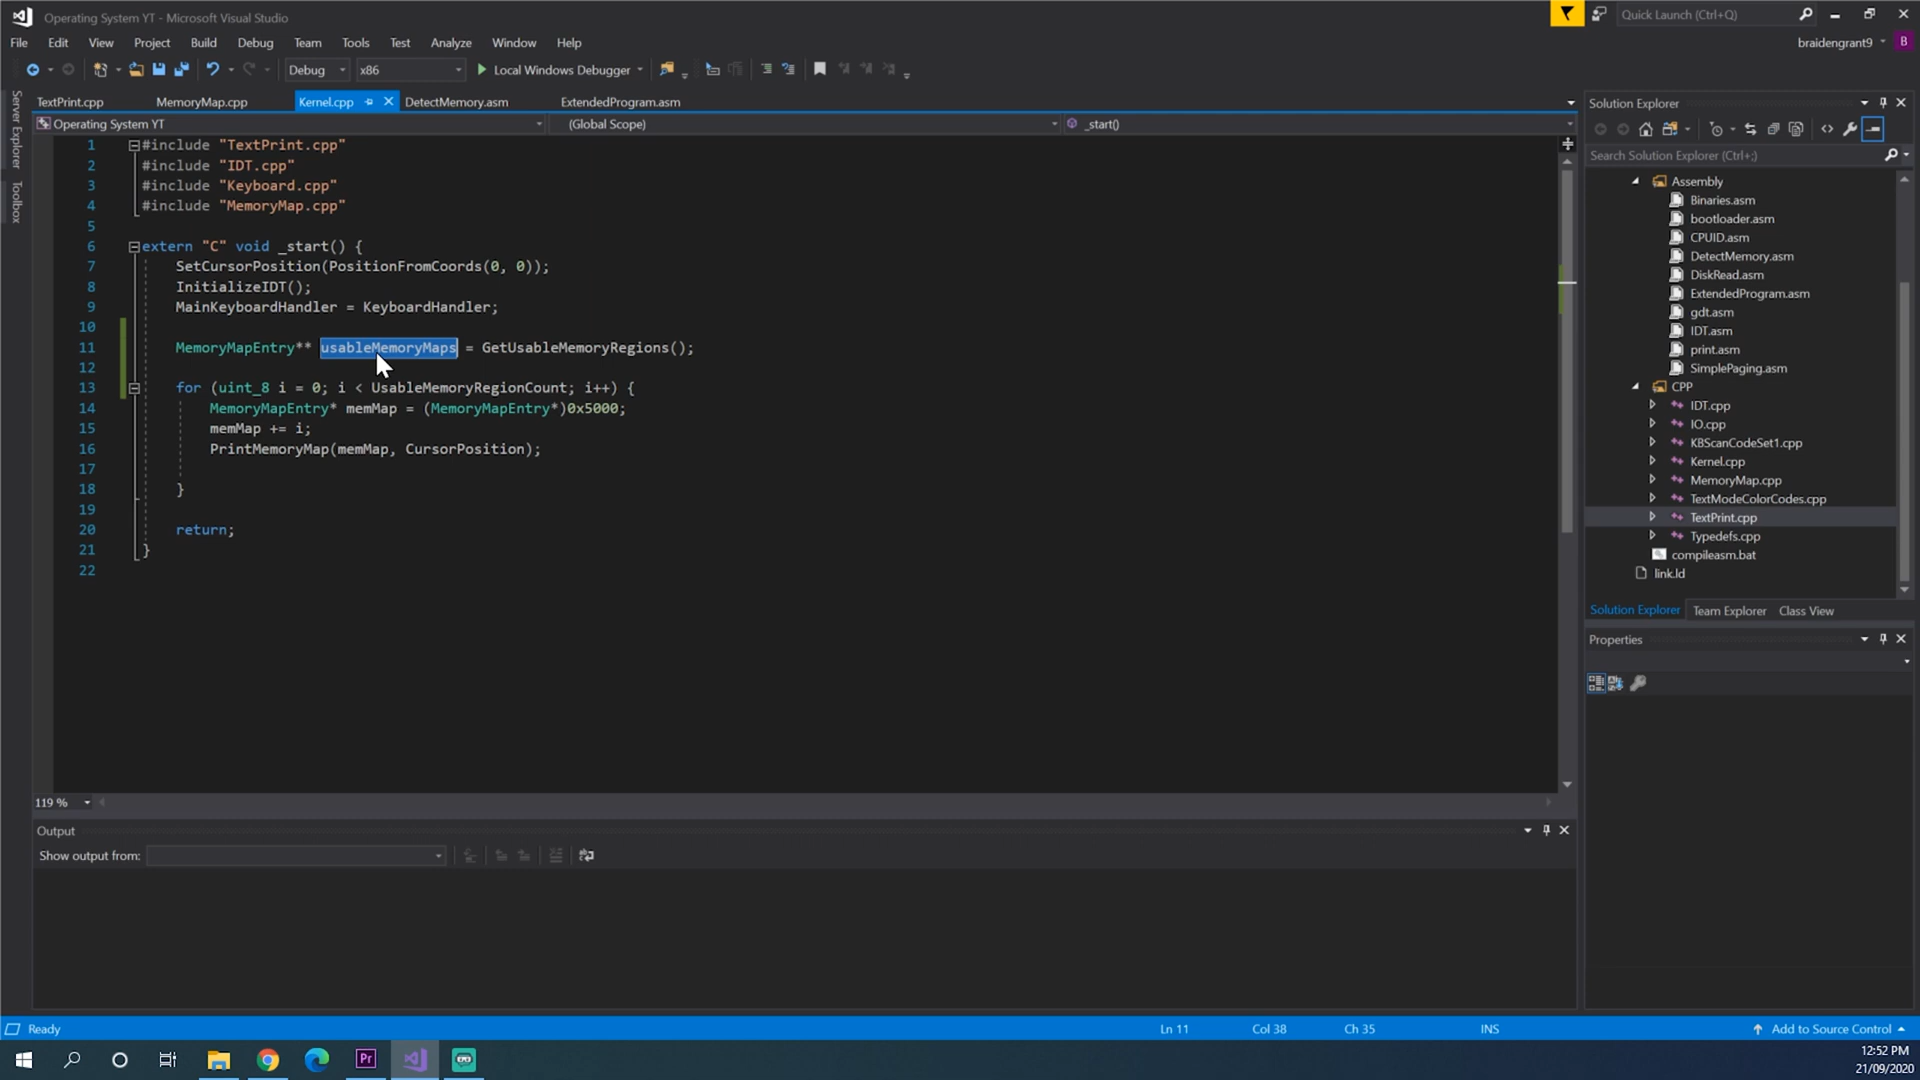 Operating System YT - Microsoft Visual Studio
Quick Launch (Ctrl+Q)
File Edit View Project Build Debug Team Tools Test Analyze Window Help
braidengrant9
B
Debug
x86
Local Windows Debugger
Server Explorer
Toolbox
TextPrint.cpp
MemoryMap.cpp
Kernel.cpp
DetectMemory.asm
ExtendedProgram.asm
Operating System YT
(Global Scope)
_start()
1 #include "TextPrint.cpp"
2 #include "IDT.cpp"
3 #include "Keyboard.cpp"
4 #include "MemoryMap.cpp"
5
6 extern "C" void _start() {
7 SetCursorPosition(PositionFromCoords(0, 0));
8 InitializeIDT();
9 MainKeyboardHandler = KeyboardHandler;
10
11 MemoryMapEntry** usableMemoryMaps = GetUsableMemoryRegions();
12
13 for (uint_8 i = 0; i < UsableMemoryRegionCount; i++) {
14 MemoryMapEntry* memMap = (MemoryMapEntry*)0x5000;
15 memMap += i;
16 PrintMemoryMap(memMap, CursorPosition);
17
18 }
19
20 return;
21 }
22
119 %
Output
Show output from:
Solution Explorer
Search Solution Explorer (Ctrl+;)
Assembly
Binaries.asm
bootloader.asm
CPUID.asm
DetectMemory.asm
DiskRead.asm
ExtendedProgram.asm
gdt.asm
IDT.asm
print.asm
SimplePaging.asm
CPP
IDT.cpp
IO.cpp
KBScanCodeSet1.cpp
Kernel.cpp
MemoryMap.cpp
TextModeColorCodes.cpp
TextPrint.cpp
Typedefs.cpp
compileasm.bat
link.ld
Solution Explorer Team Explorer Class View
Properties
Ready
Ln 11
Col 38
Ch 35
INS
Add to Source Control
Pr
12:52 PM
21/09/2020